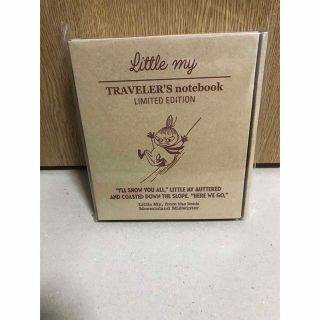 Little my
TRAVELER'S notebook
LIMITED EDITION
"I'LL SHOW YOU ALL," LITTLE MY MUTTERED
AND COASTED DOWN THE SLOPE. "HERE WE GO,"
Little My, from the book
Moominland Midwinter